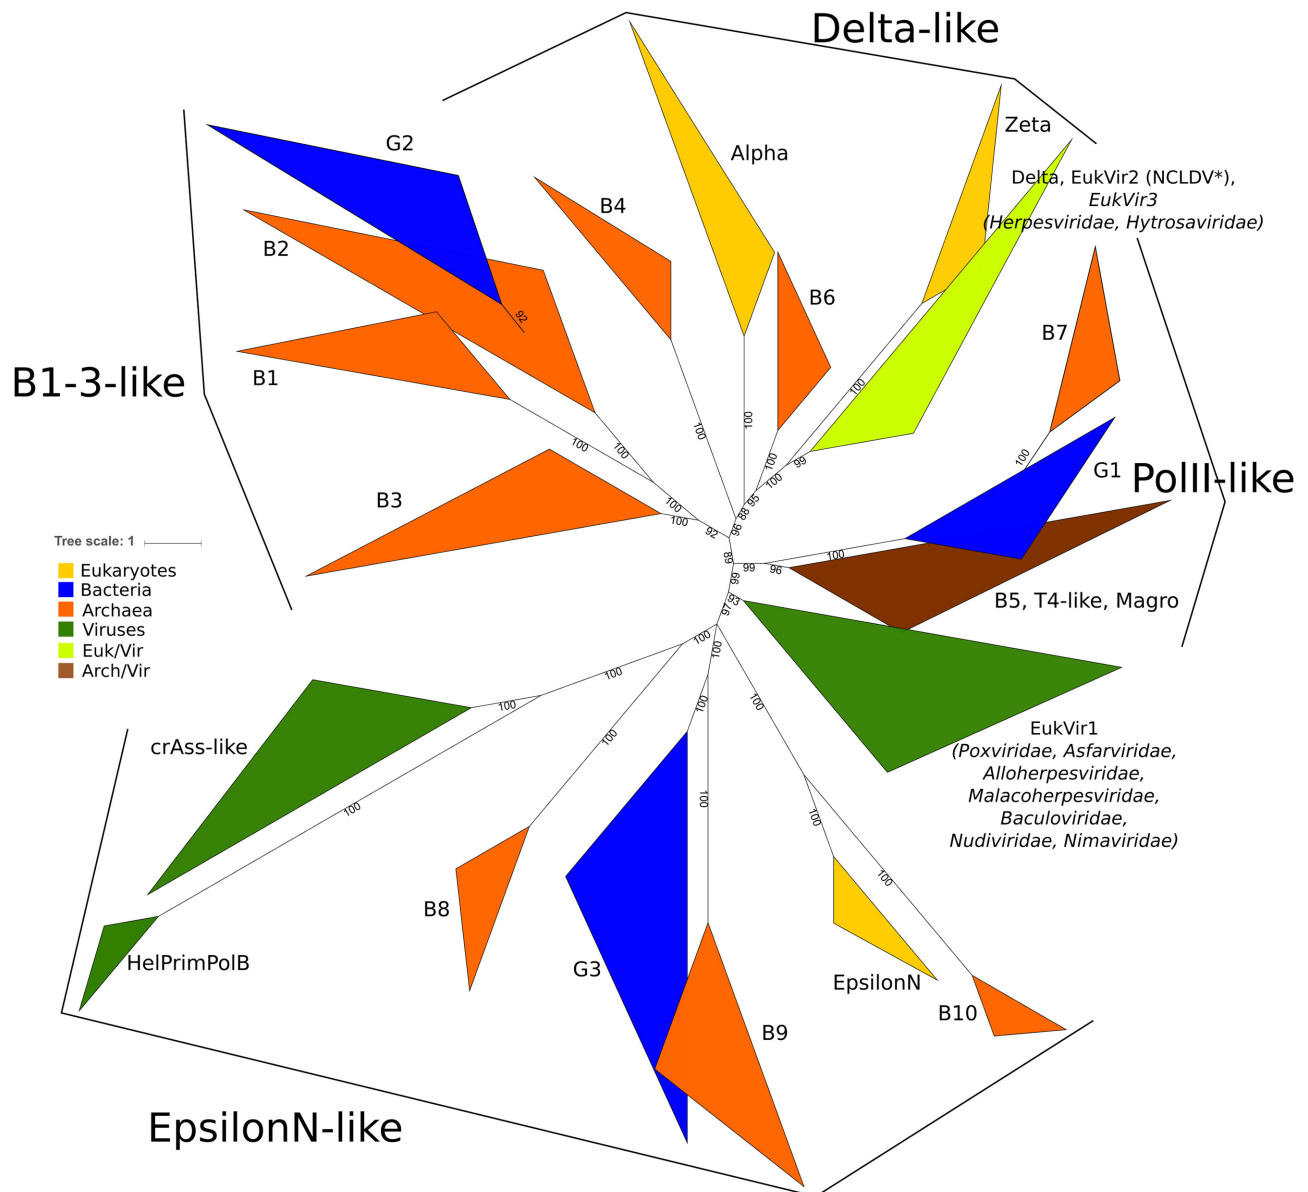 Delta-like
Zeta
G2
Alpha
Delta, EukVir2 (NCLDV*),
EukVir3
(Herpesviridae, Hytrosaviridae)
B4
B2
B6
92
B7
B1
B1-3-like
100
100
100
100
100
100
100
99
100
G1
PolII-like
B3
100
100
95
88
96
92
Tree scale: 1
89
99
96
100
99
Eukaryotes
Bacteria
Archaea
Viruses
Euk/Vir
Arch/Vir
B5, T4-like, Magro
93
97
100
100
100
100
100
100
100
EukVir1
(Poxviridae, Asfarviridae,
Alloherpesviridae,
Malacoherpesviridae,
Baculoviridae,
Nudiviridae, Nimaviridae)
crAss-like
100
100
100
100
100
B8
HelPrimPolB
G3
EpsilonN
B10
B9
EpsilonN-like